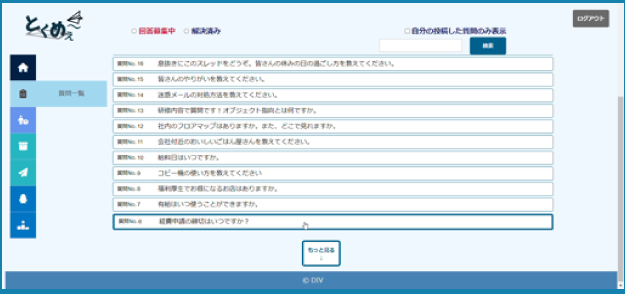 とくめぇ
回答募集中 解決済み
自分の投稿した質問のみ表示
ログアウト
検索
質問No. 16 息抜きにこのスレッドをどうぞ。皆さんの休みの日の過ごし方を教えてください。
質問一覧
質問No. 15 皆さんのやりがいを教えてください。
質問No. 14 迷惑メールの対処方法を教えてください。
質問No. 13 研修内容で質問です！オブジェクト指向とは何ですか。
質問No. 12 社内のフロアマップはありますか。また、どこで見れますか。
質問No. 11 会社付近のおいしいごはん屋さんを教えてください。
質問No. 10 給料日はいつですか。
質問No. 9 コピー機の使い方を教えてください
質問No. 8 福利厚生でお得になるお店はありますか。
質問No. 7 有給はいつ使うことができますか。
質問No. 6 経費申請の締切はいつですか？
もっと見る
↓
© DIV